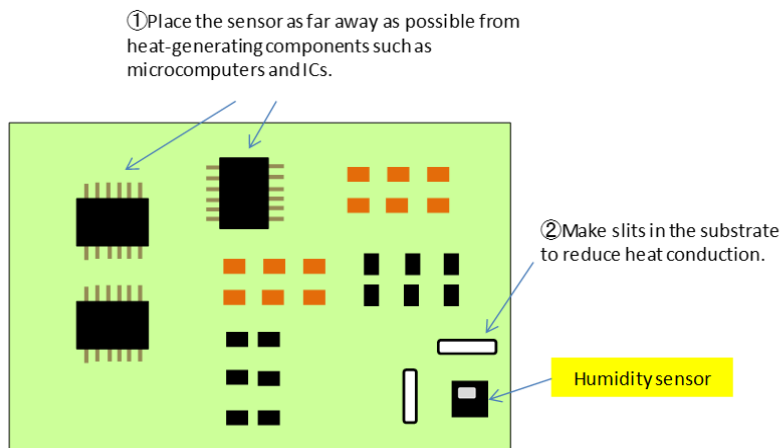 ①Place the sensor as far away as possible from
heat-generating components such as
microcomputers and ICs.
②Make slits in the substrate
to reduce heat conduction.
Humidity sensor